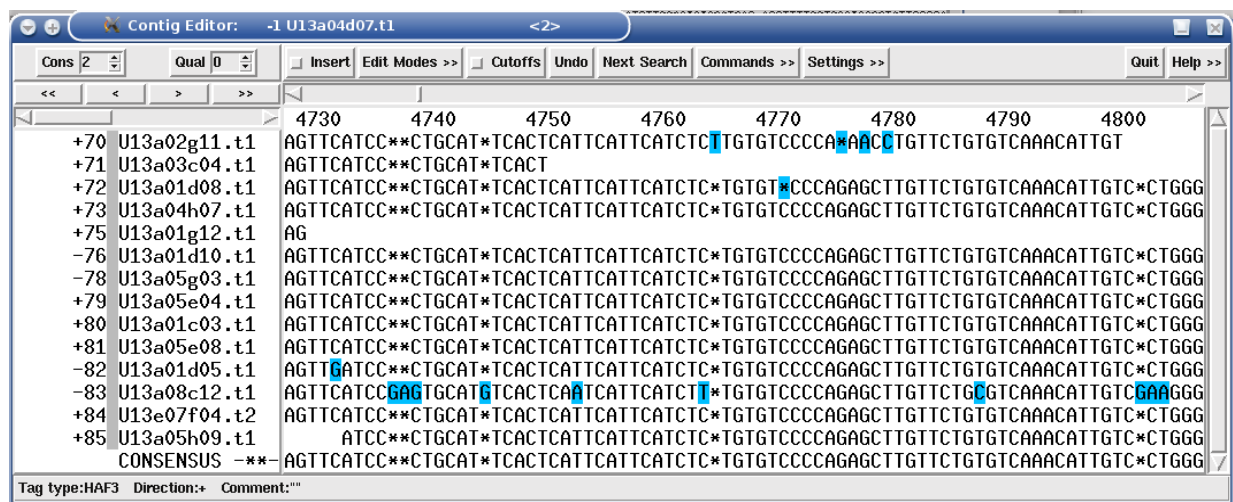 Contig Editor: -1 U13a04d07.t1 <2>
Cons 2 Qual 0 Insert Edit Modes >> Cutoffs Undo Next Search Commands >> Settings >> Quit Help >>
<< < > >>
4730 4740 4750 4760 4770 4780 4790 4800
+70 U13a02g11.t1 AGTTCATCC**CTGCAT*TCACTCATTCATTCATCTCTTGTGTCCCCA*AACCTGTTCTGTGTCAAACATTGT
+71 U13a03c04.t1 AGTTCATCC**CTGCAT*TCACT
+72 U13a01d08.t1 AGTTCATCC**CTGCAT*TCACTCATTCATTCATCTC*TGTGT*CCCAGAGCTTGTTCTGTGTCAAACATTGTC*CTGGG
+73 U13a04h07.t1 AGTTCATCC**CTGCAT*TCACTCATTCATTCATCTC*TGTGTCCCCAGAGCTTGTTCTGTGTCAAACATTGTC*CTGGG
+75 U13a01g12.t1 AG
-76 U13a01d10.t1 AGTTCATCC**CTGCAT*TCACTCATTCATTCATCTC*TGTGTCCCCAGAGCTTGTTCTGTGTCAAACATTGTC*CTGGG
-78 U13a05g03.t1 AGTTCATCC**CTGCAT*TCACTCATTCATTCATCTC*TGTGTCCCCAGAGCTTGTTCTGTGTCAAACATTGTC*CTGGG
+79 U13a05e04.t1 AGTTCATCC**CTGCAT*TCACTCATTCATTCATCTC*TGTGTCCCCAGAGCTTGTTCTGTGTCAAACATTGTC*CTGGG
+80 U13a01c03.t1 AGTTCATCC**CTGCAT*TCACTCATTCATTCATCTC*TGTGTCCCCAGAGCTTGTTCTGTGTCAAACATTGTC*CTGGG
+81 U13a05e08.t1 AGTTCATCC**CTGCAT*TCACTCATTCATTCATCTC*TGTGTCCCCAGAGCTTGTTCTGTGTCAAACATTGTC*CTGGG
-82 U13a01d05.t1 AGTTGATCC**CTGCAT*TCACTCATTCATTCATCTC*TGTGTCCCCAGAGCTTGTTCTGTGTCAAACATTGTC*CTGGG
-83 U13a08c12.t1 AGTTCATCCGAGTGCATGTCACTCAATCATTCATCTT*TGTGTCCCCAGAGCTTGTTCTGCGTCAAACATTGTCGAAGGG
+84 U13e07f04.t2 AGTTCATCC**CTGCAT*TCACTCATTCATTCATCTC*TGTGTCCCCAGAGCTTGTTCTGTGTCAAACATTGTC*CTGGG
+85 U13a05h09.t1 ATCC**CTGCAT*TCACTCATTCATTCATCTC*TGTGTCCCCAGAGCTTGTTCTGTGTCAAACATTGTC*CTGGG
CONSENSUS -**- AGTTCATCC**CTGCAT*TCACTCATTCATTCATCTC*TGTGTCCCCAGAGCTTGTTCTGTGTCAAACATTGTC*CTGGG
Tag type:HAF3 Direction:+ Comment:""